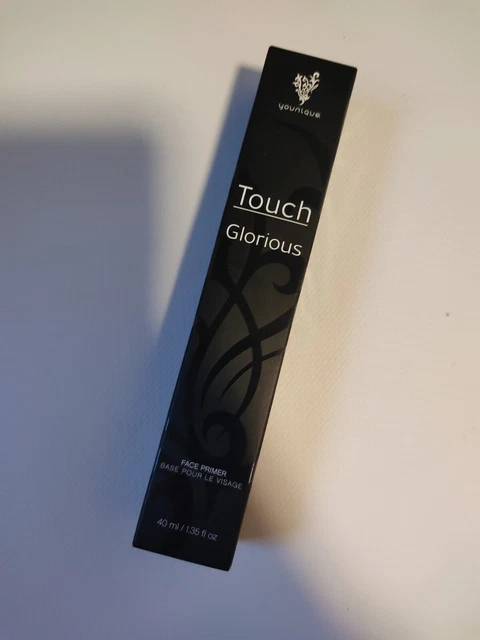 younique
Touch
Glorious
FACE PRIMER
BASE POUR LE VISAGE
40 ml / 1.35 fl oz